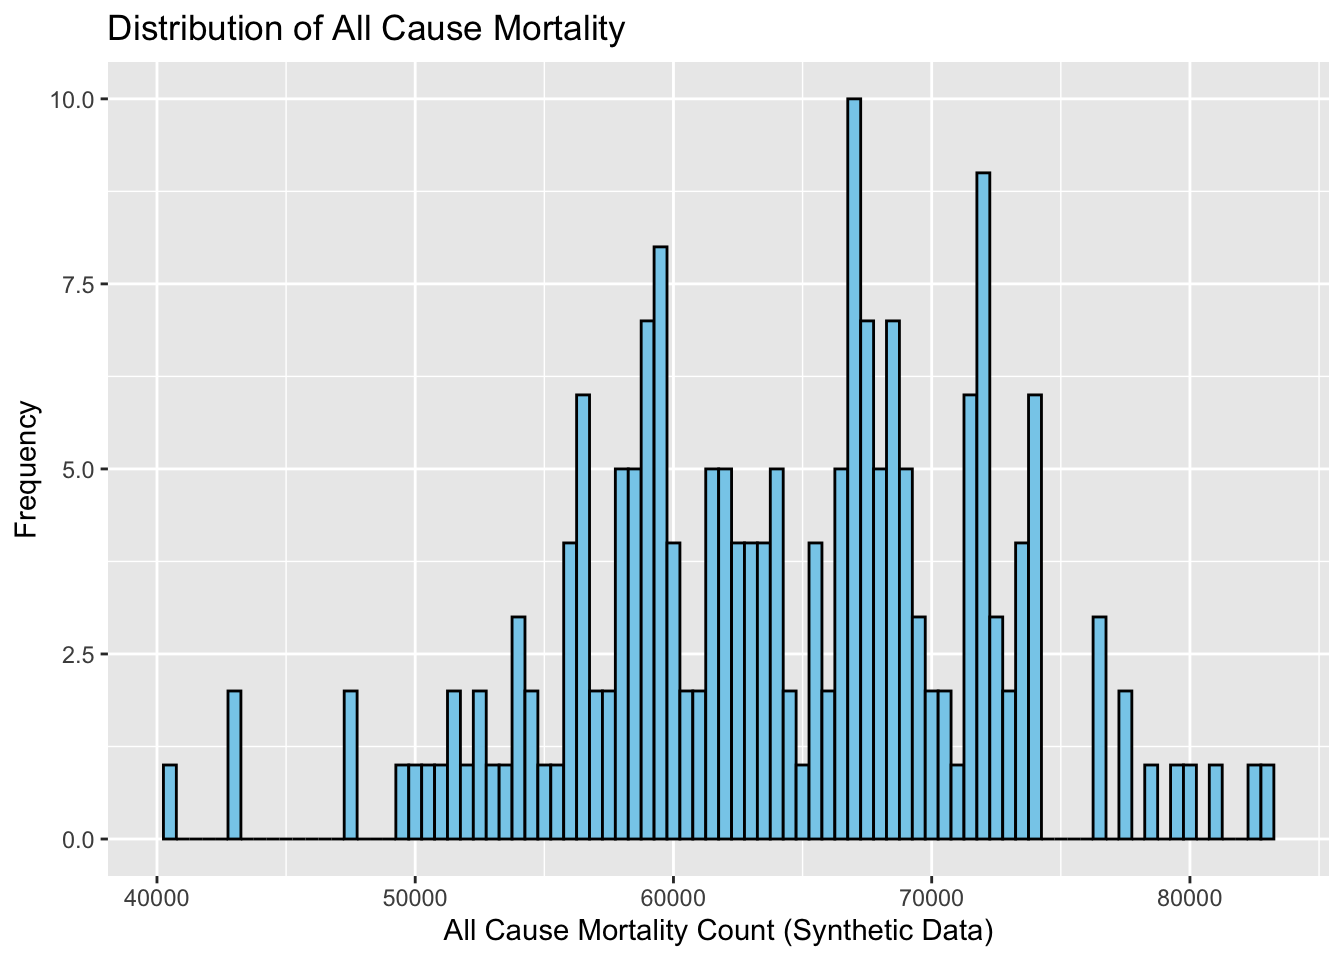 Distribution of All Cause Mortality
10.0
7.5
5.0
2.5
0.0
Frequency
40000 50000 60000 70000 80000
All Cause Mortality Count (Synthetic Data)